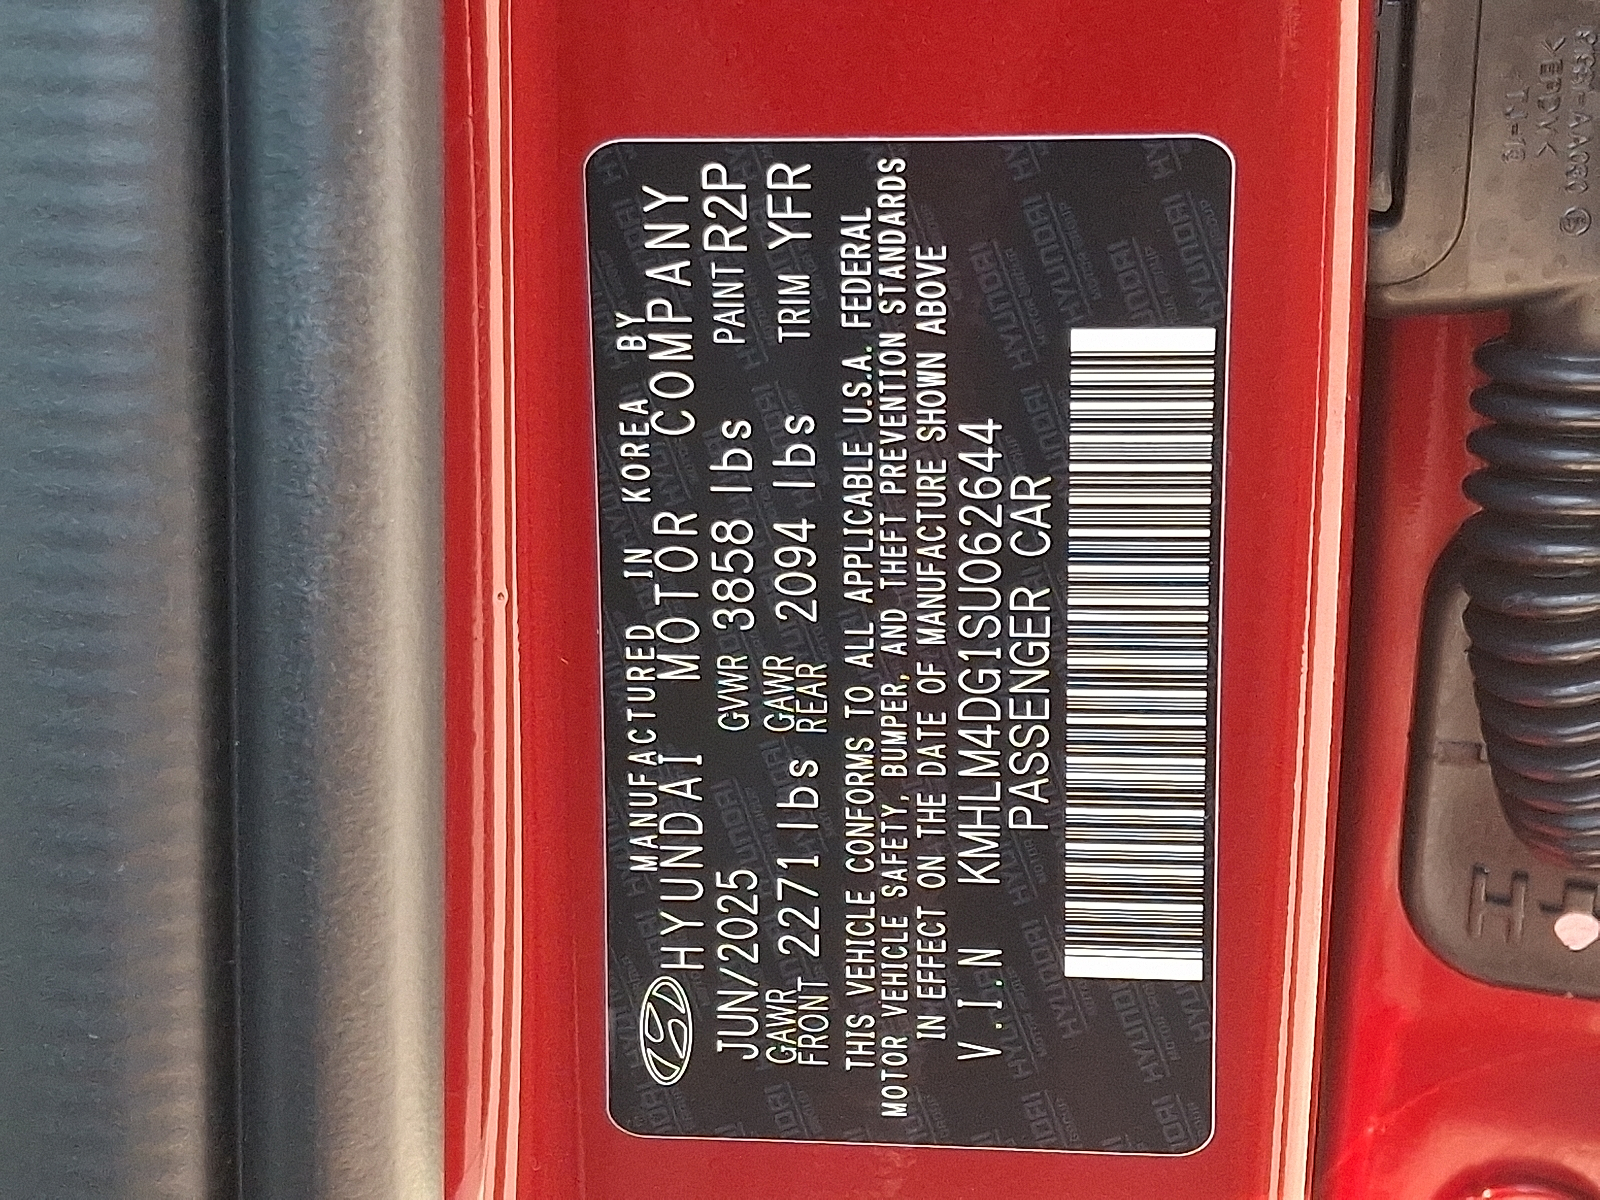 MANUFACTURED IN KOREA BY
HYUNDAI MOTOR COMPANY
JUN/2025 GVWR 3858 lbs PAINT R2P
GAWR FRONT 2271 lbs GAWR REAR 2094 lbs TRIM YFR
THIS VEHICLE CONFORMS TO ALL APPLICABLE U.S.A. FEDERAL
MOTOR VEHICLE SAFETY, BUMPER, AND THEFT PREVENTION STANDARDS
IN EFFECT ON THE DATE OF MANUFACTURE SHOWN ABOVE
V.I.N KMHLM4DG1SU062644
PASSENGER CAR